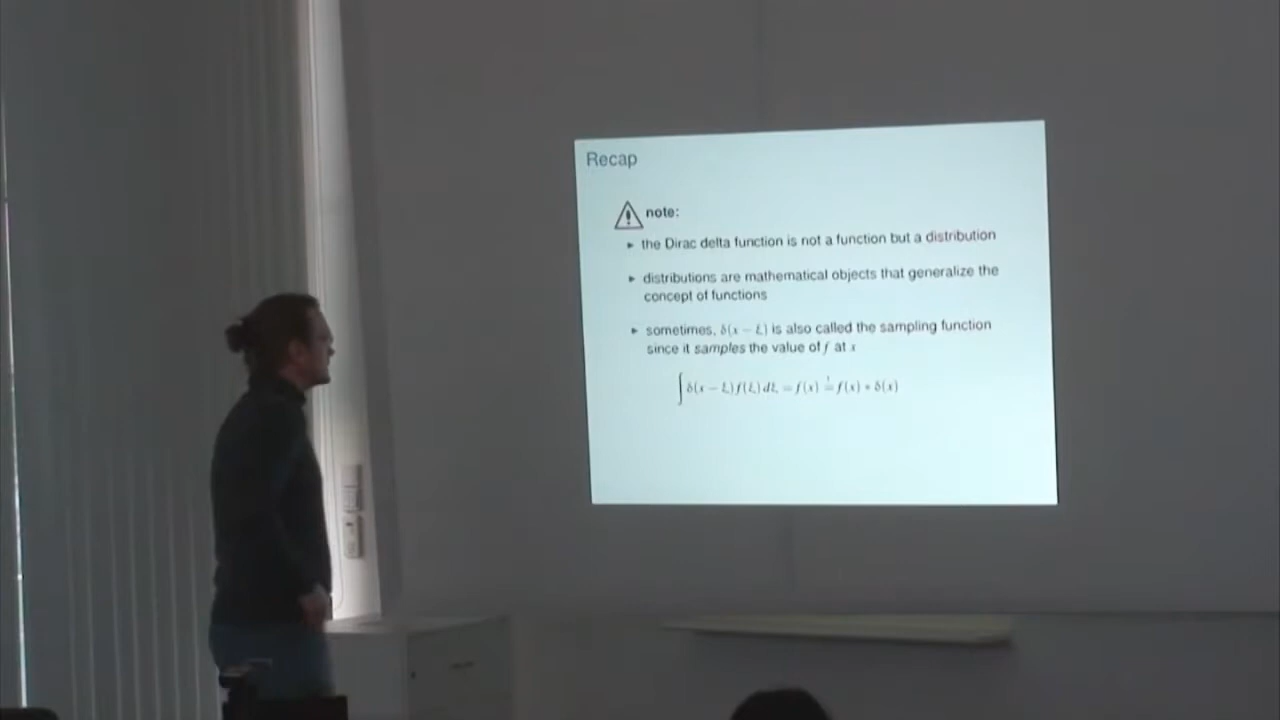 Recap
note:
▸ the Dirac delta function is not a function but a distribution
▸ distributions are mathematical objects that generalize the
concept of functions
▸ sometimes, δ(x − ξ) is also called the sampling function
since it samples the value of f at x
∫ δ(x − ξ) f(ξ) dξ = f(x) = f(x) ∗ δ(x)